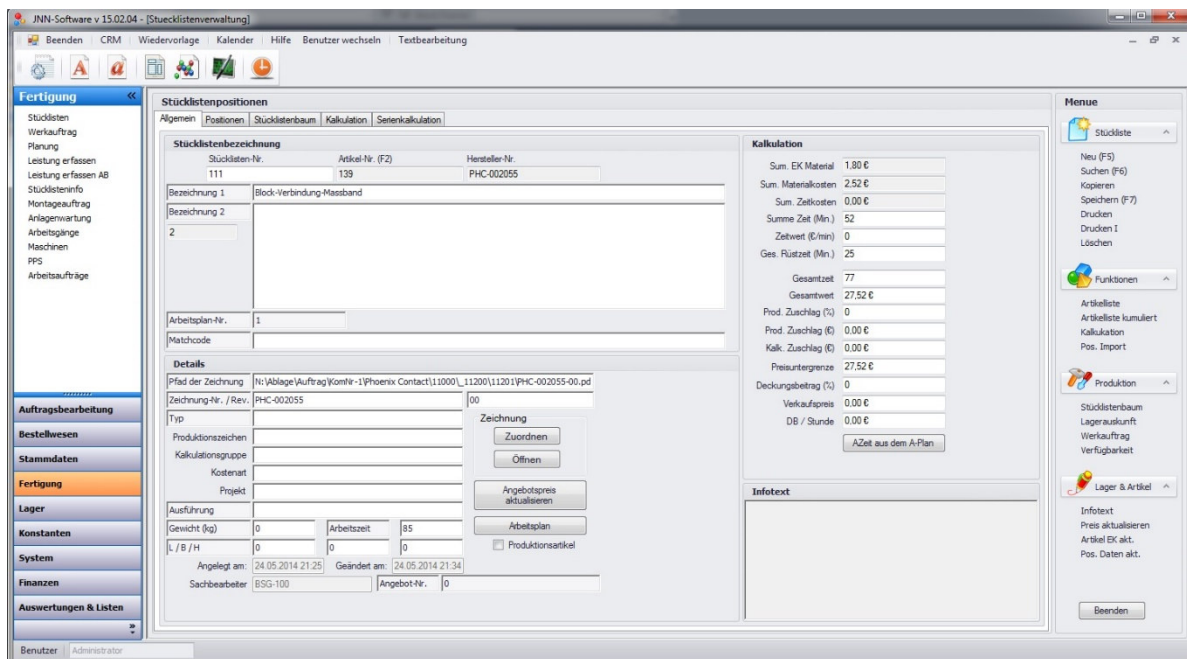 JNN-Software v 15.02.04 - [Stuecklistenverwaltung]
Beenden CRM Wiedervorlage Kalender Hilfe Benutzer wechseln Textbearbeitung
Fertigung «
Stücklisten
Werkauftrag
Planung
Leistung erfassen
Leistung erfassen AB
Stücklisteninfo
Montageauftrag
Anlagenwartung
Arbeitsgänge
Maschinen
PPS
Arbeitsaufträge
Auftragsbearbeitung
Bestellwesen
Stammdaten
Fertigung
Lager
Konstanten
System
Finanzen
Auswertungen & Listen
Stücklistenpositionen
Allgemein Positionen Stücklistenbaum Kalkulation Serienkalkulation
Stücklistenbezeichnung
Stücklisten-Nr. Artikel-Nr. (F2) Hersteller-Nr.
111 139 PHC-002055
Bezeichnung 1 Block-Verbindung-Massband
Bezeichnung 2
2
Arbeitsplan-Nr. 1
Matchcode
Details
Pfad der Zeichnung N:\Ablage\Auftrag\KomNr-1\Phoenix Contact\11000\_11200\11201\PHC-002055-00.pd
Zeichnung-Nr. / Rev. PHC-002055 00
Typ
Produktionszeichen
Kalkulationsgruppe
Kostenart
Projekt
Ausführung
Zeichnung
Zuordnen
Öffnen
Angebotspreis
aktualisieren
Arbeitsplan
Produktionsartikel
Gewicht (kg) 0 Arbeitszeit 85
L / B / H 0 0 0
Angelegt am: 24.05.2014 21:25 Geändert am: 24.05.2014 21:34
Sachbearbeiter BSG-100 Angebot-Nr. 0
Kalkulation
Sum. EK Material 1,80 €
Sum. Materialkosten 2,52 €
Sum. Zeitkosten 0,00 €
Summe Zeit (Min.) 52
Zeitwert (€/min) 0
Ges. Rüstzeit (Min.) 25
Gesamtzeit 77
Gesamtwert 27,52 €
Prod. Zuschlag (%) 0
Prod. Zuschlag (€) 0,00 €
Kalk. Zuschlag (€) 0,00 €
Preisuntergrenze 27,52 €
Deckungsbeitrag (%) 0
Verkaufspreis 0,00 €
DB / Stunde 0,00 €
AZeit aus dem A-Plan
Infotext
Menue
Stückliste
Neu (F5)
Suchen (F6)
Kopieren
Speichern (F7)
Drucken
Drucken I
Löschen
Funktionen
Artikelliste
Artikelliste kumuliert
Kalkukation
Pos. Import
Produktion
Stücklistenbaum
Lagerauskunft
Werkauftrag
Verfügbarkeit
Lager & Artikel
Infotext
Preis aktualisieren
Artikel EK akt.
Pos. Daten akt.
Beenden
Benutzer Administrator